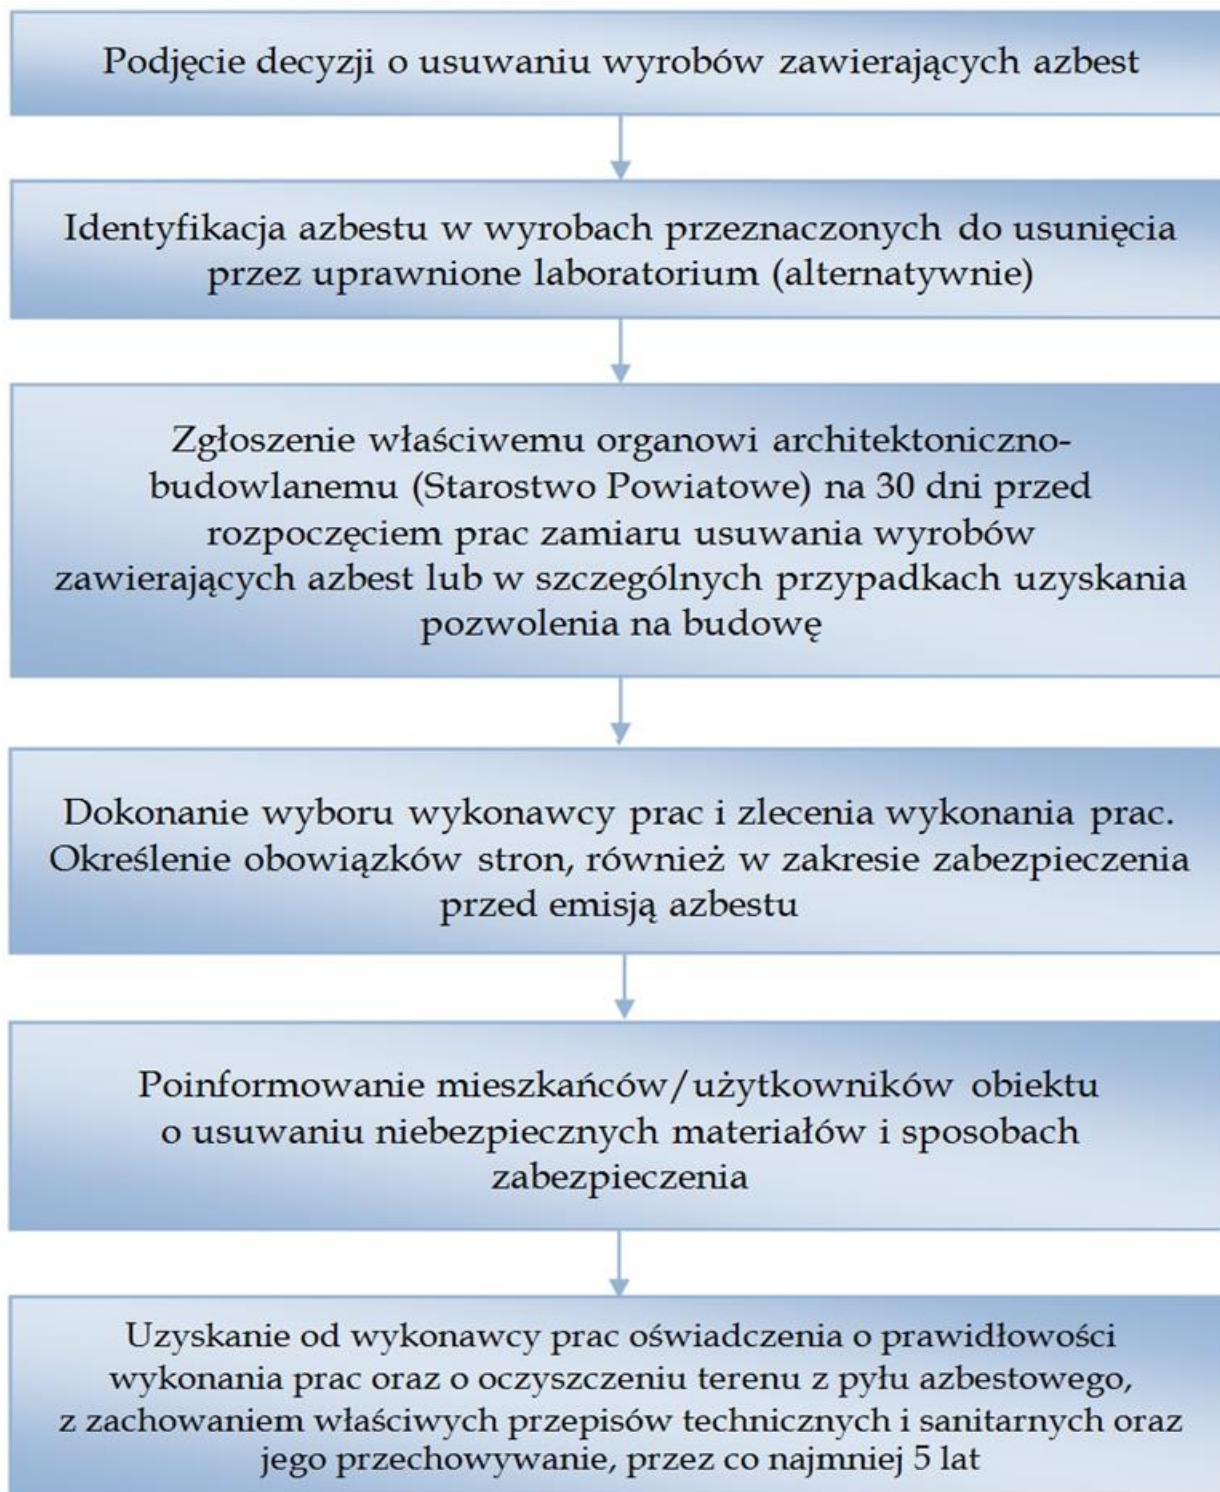 Podjęcie decyzji o usuwaniu wyrobów zawierających azbest
Identyfikacja azbestu w wyrobach przeznaczonych do usunięcia
przez uprawnione laboratorium (alternatywnie)
Zgłoszenie właściwemu organowi architektoniczno-
budowlanemu (Starostwo Powiatowe) na 30 dni przed
rozpoczęciem prac zamiaru usuwania wyrobów
zawierających azbest lub w szczególnych przypadkach uzyskania
pozwolenia na budowę
Dokonanie wyboru wykonawcy prac i zlecenia wykonania prac.
Określenie obowiązków stron, również w zakresie zabezpieczenia
przed emisją azbestu
Poinformowanie mieszkańców/użytkowników obiektu
o usuwaniu niebezpiecznych materiałów i sposobach
zabezpieczenia
Uzyskanie od wykonawcy prac oświadczenia o prawidłowości
wykonania prac oraz o oczyszczeniu terenu z pyłu azbestowego,
z zachowaniem właściwych przepisów technicznych i sanitarnych oraz
jego przechowywanie, przez co najmniej 5 lat